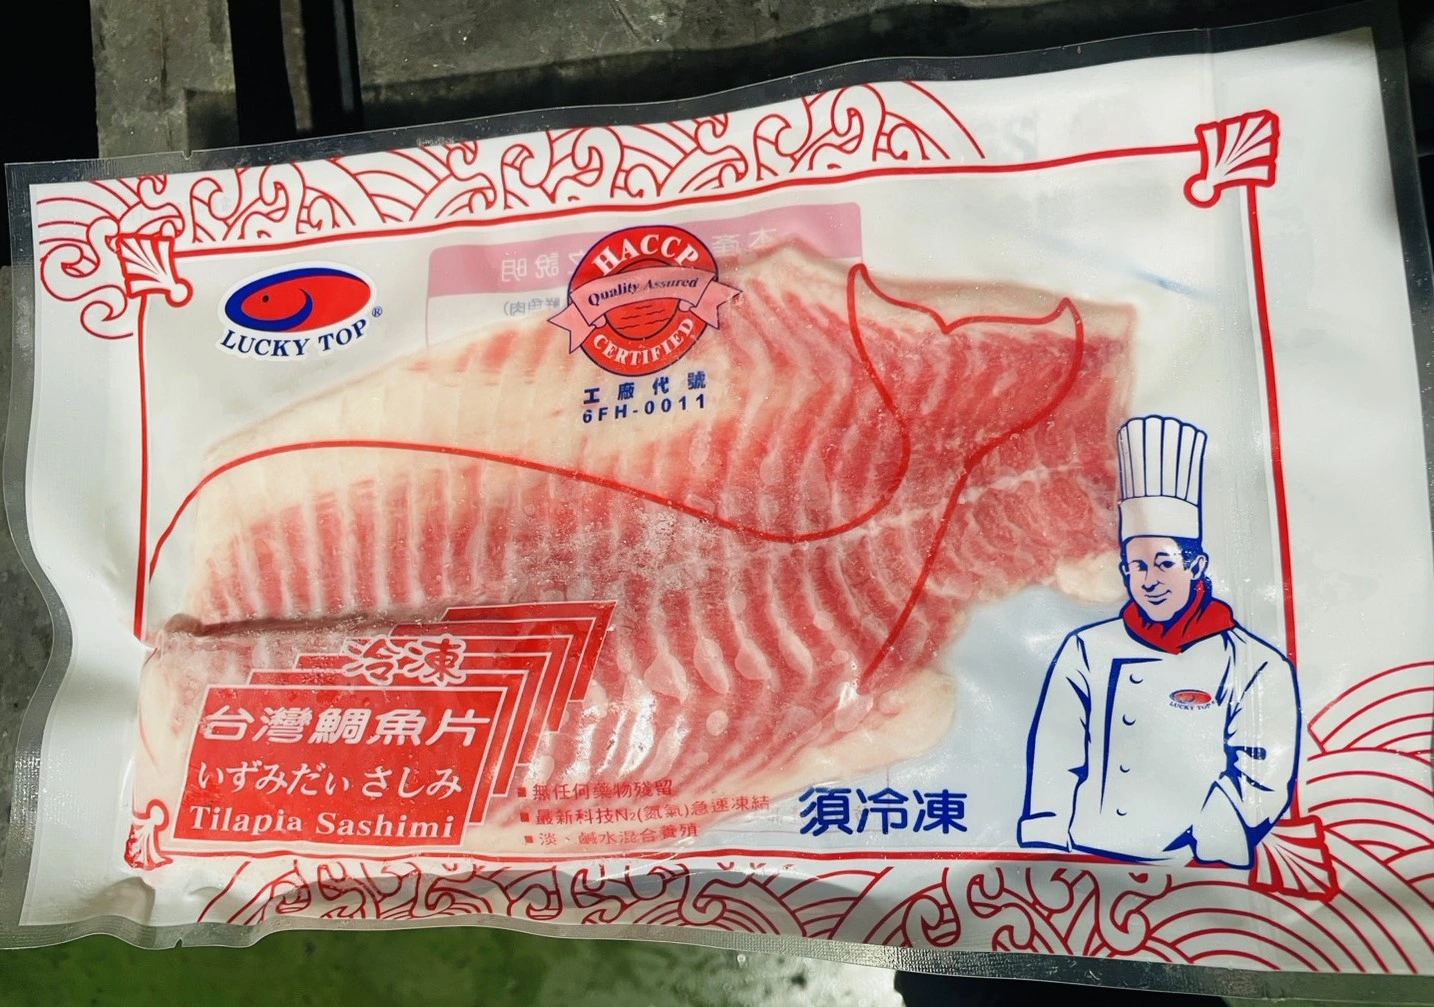 HACCP
Quality Assured
CERTIFIED
工廠代號
6FH-0011
LUCKY TOP®
冷凍
台灣鯛魚片
いずみだい さしみ
Tilapia Sashimi
■ 無任何藥物殘留
■ 最新科技N₂(氮氣)急速凍結
■ 淡、鹹水混合養殖
須冷凍
LUCKY TOP